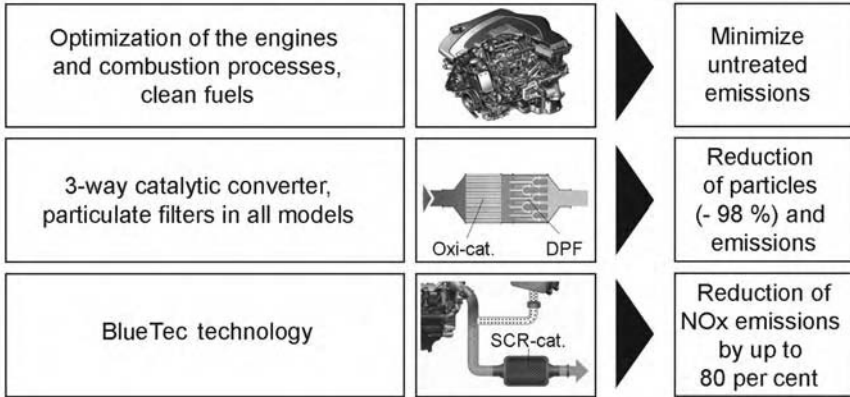 Optimization of the engines
and combustion processes,
clean fuels
Minimize
untreated
emissions
3-way catalytic converter,
particulate filters in all models
Oxi-cat.
DPF
Reduction
of particles
(- 98 %) and
emissions
BlueTec technology
SCR-cat.
Reduction of
NOx emissions
by up to
80 per cent